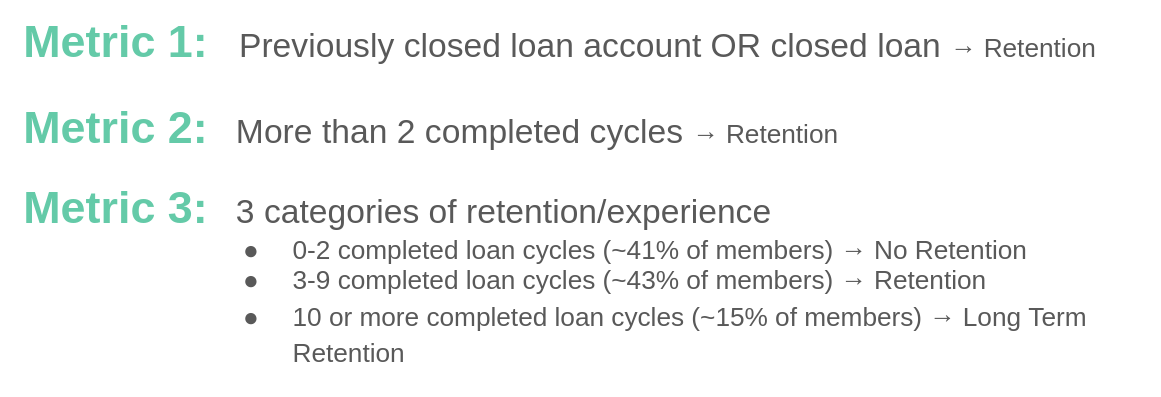 Metric 1: Previously closed loan account OR closed loan → Retention
Metric 2: More than 2 completed cycles → Retention
Metric 3: 3 categories of retention/experience
● 0-2 completed loan cycles (~41% of members) → No Retention
● 3-9 completed loan cycles (~43% of members) → Retention
● 10 or more completed loan cycles (~15% of members) → Long Term
Retention